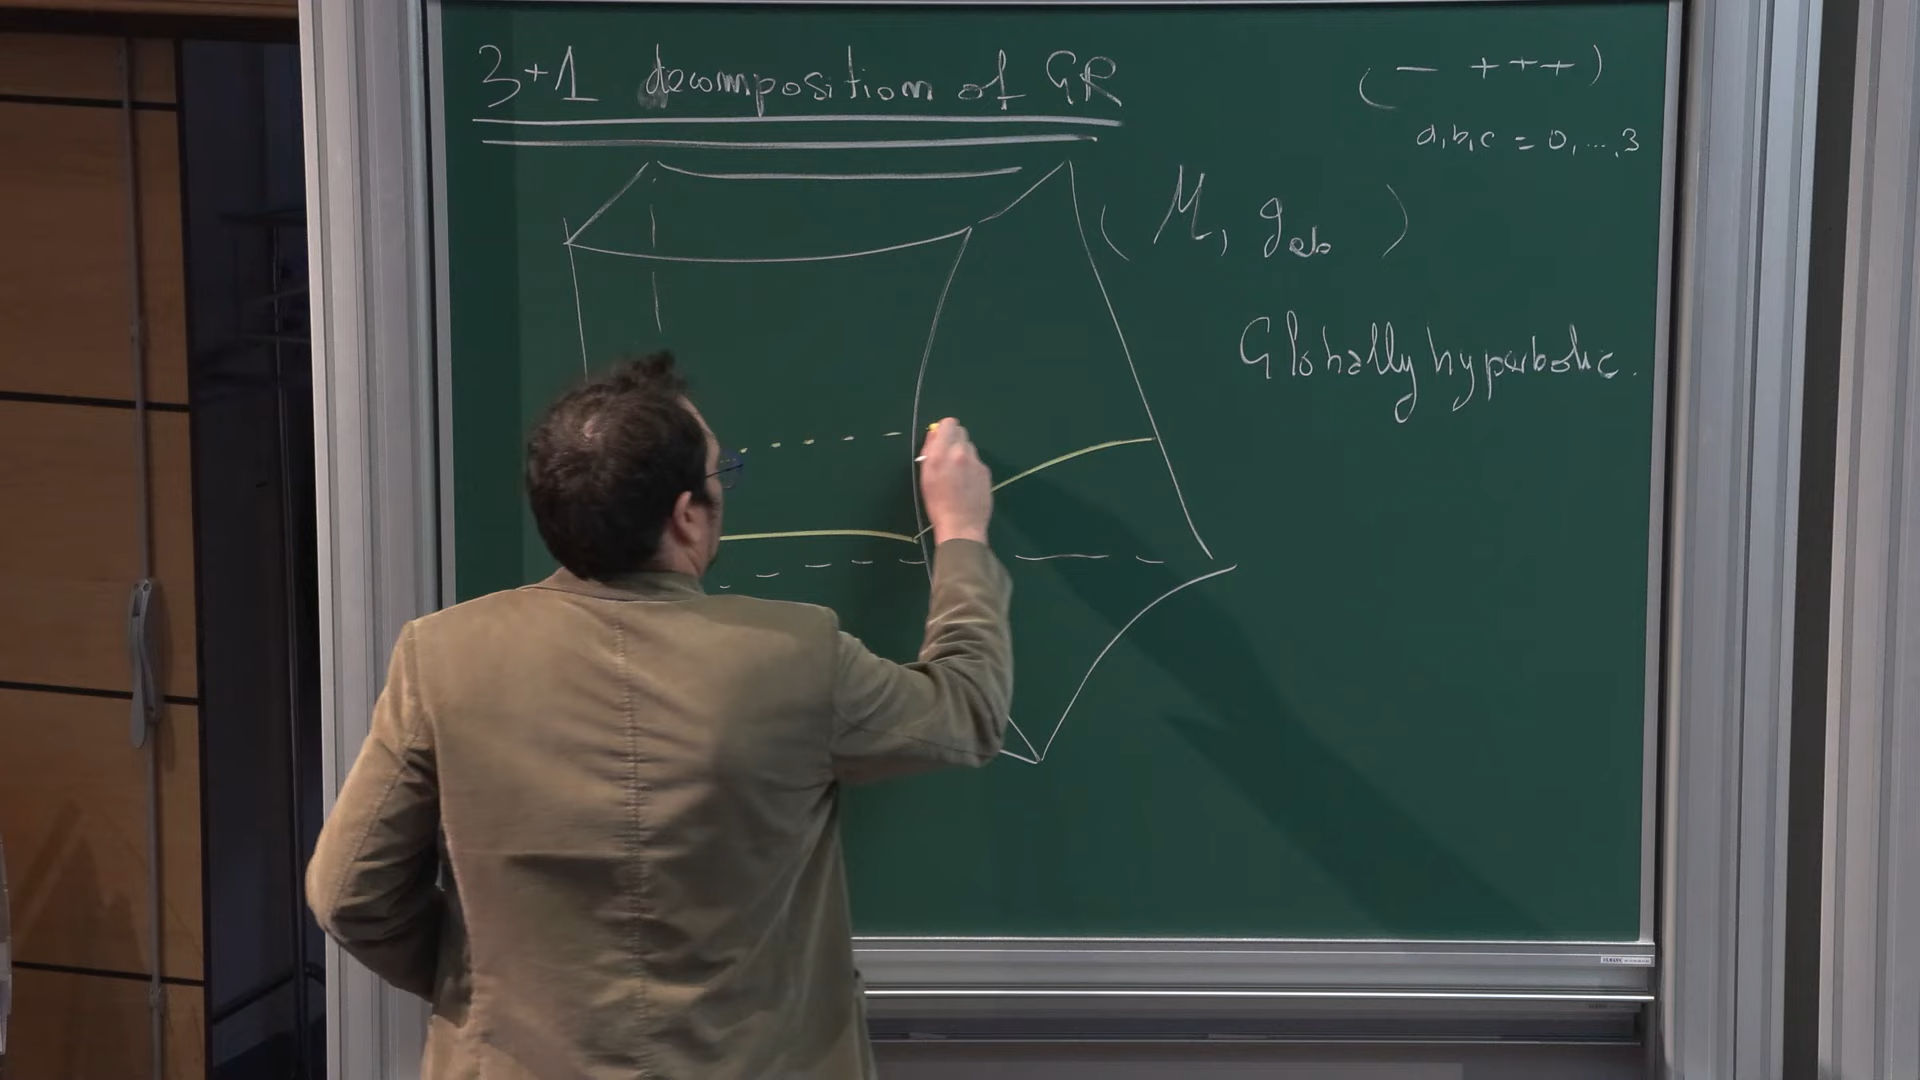 3+1 decomposition of GR
(- +++)
a,b,c = 0,...,3
(M, gab)
Globally hyperbolic.